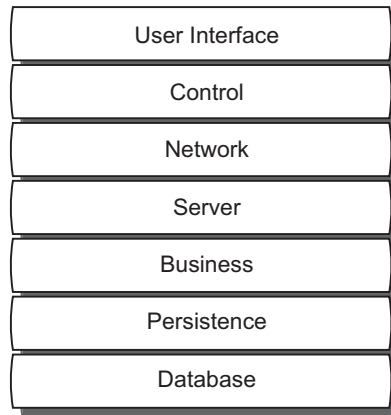 User Interface
Control
Network
Server
Business
Persistence
Database